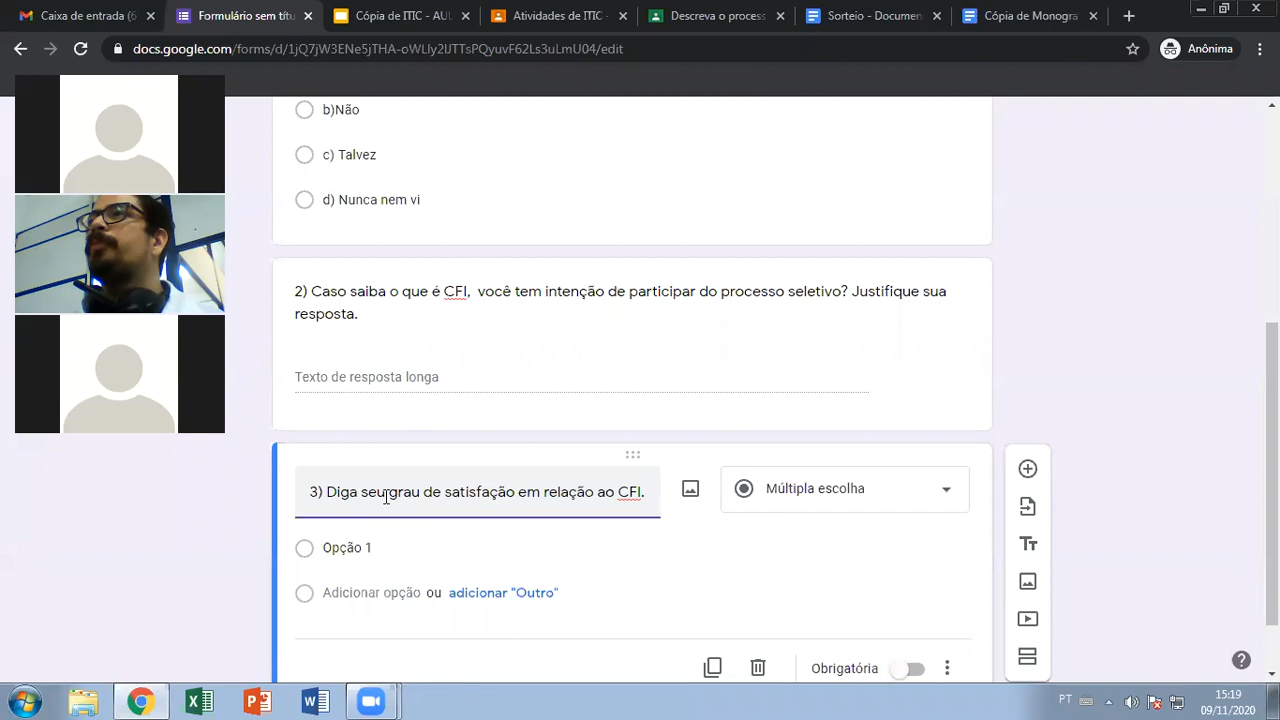 Caixa de entrada (6
Formulário sem títu
Cópia de ITIC - AUL
Atividades de ITIC -
Descreva o process
Sorteio - Documen
Cópia de Monogra
docs.google.com/forms/d/1jQ7jW3ENe5jTHA-oWLly2IJTTsPQyuvF62Ls3uLmU04/edit
Anônima
b)Não
c) Talvez
d) Nunca nem vi
2) Caso saiba o que é CFI,  você tem intenção de participar do processo seletivo? Justifique sua
resposta.
Texto de resposta longa
3) Diga seu grau de satisfação em relação ao CFI.
Múltipla escolha
Opção 1
Adicionar opção ou adicionar "Outro"
Obrigatória
PT
15:19
09/11/2020